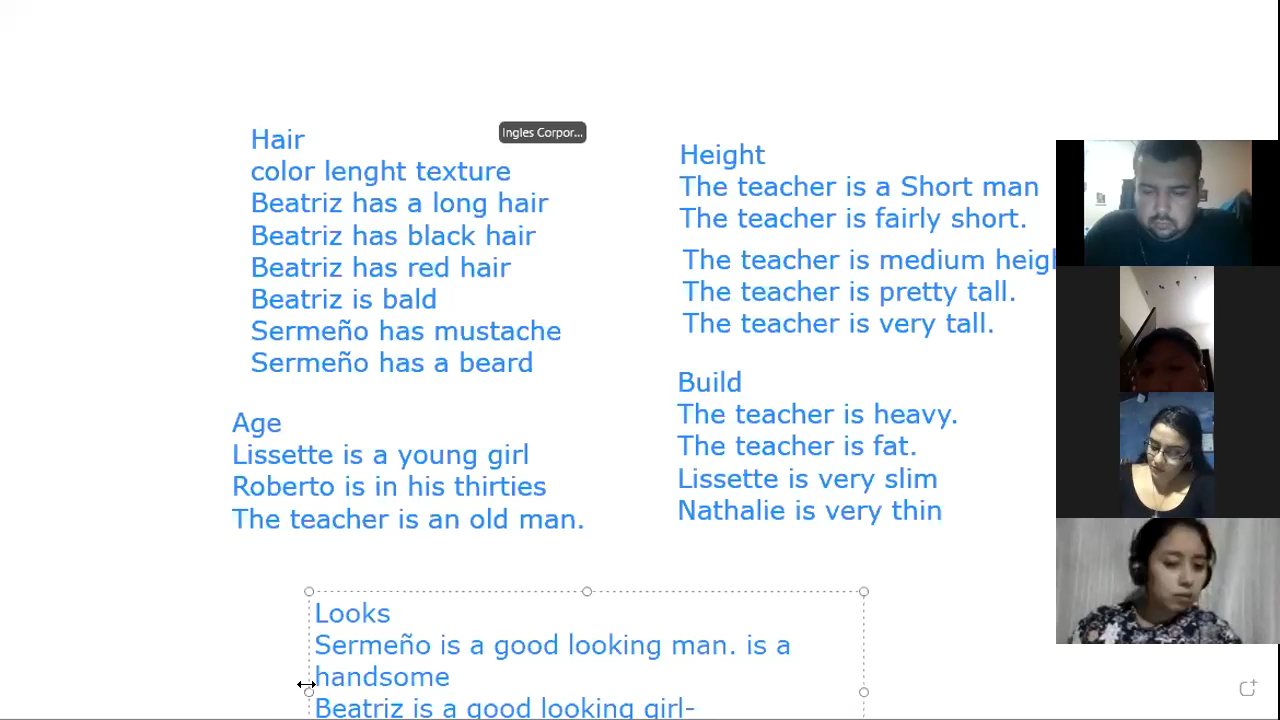 Ingles Corpor...
Hair
color lenght texture
Beatriz has a long hair
Beatriz has black hair
Beatriz has red hair
Beatriz is bald
Sermeño has mustache
Sermeño has a beard
Age
Lissette is a young girl
Roberto is in his thirties
The teacher is an old man.
Height
The teacher is a Short man
The teacher is fairly short.
The teacher is medium heigh
The teacher is pretty tall.
The teacher is very tall.
Build
The teacher is heavy.
The teacher is fat.
Lissette is very slim
Nathalie is very thin
Looks
Sermeño is a good looking man. is a
handsome
Beatriz is a good looking girl-